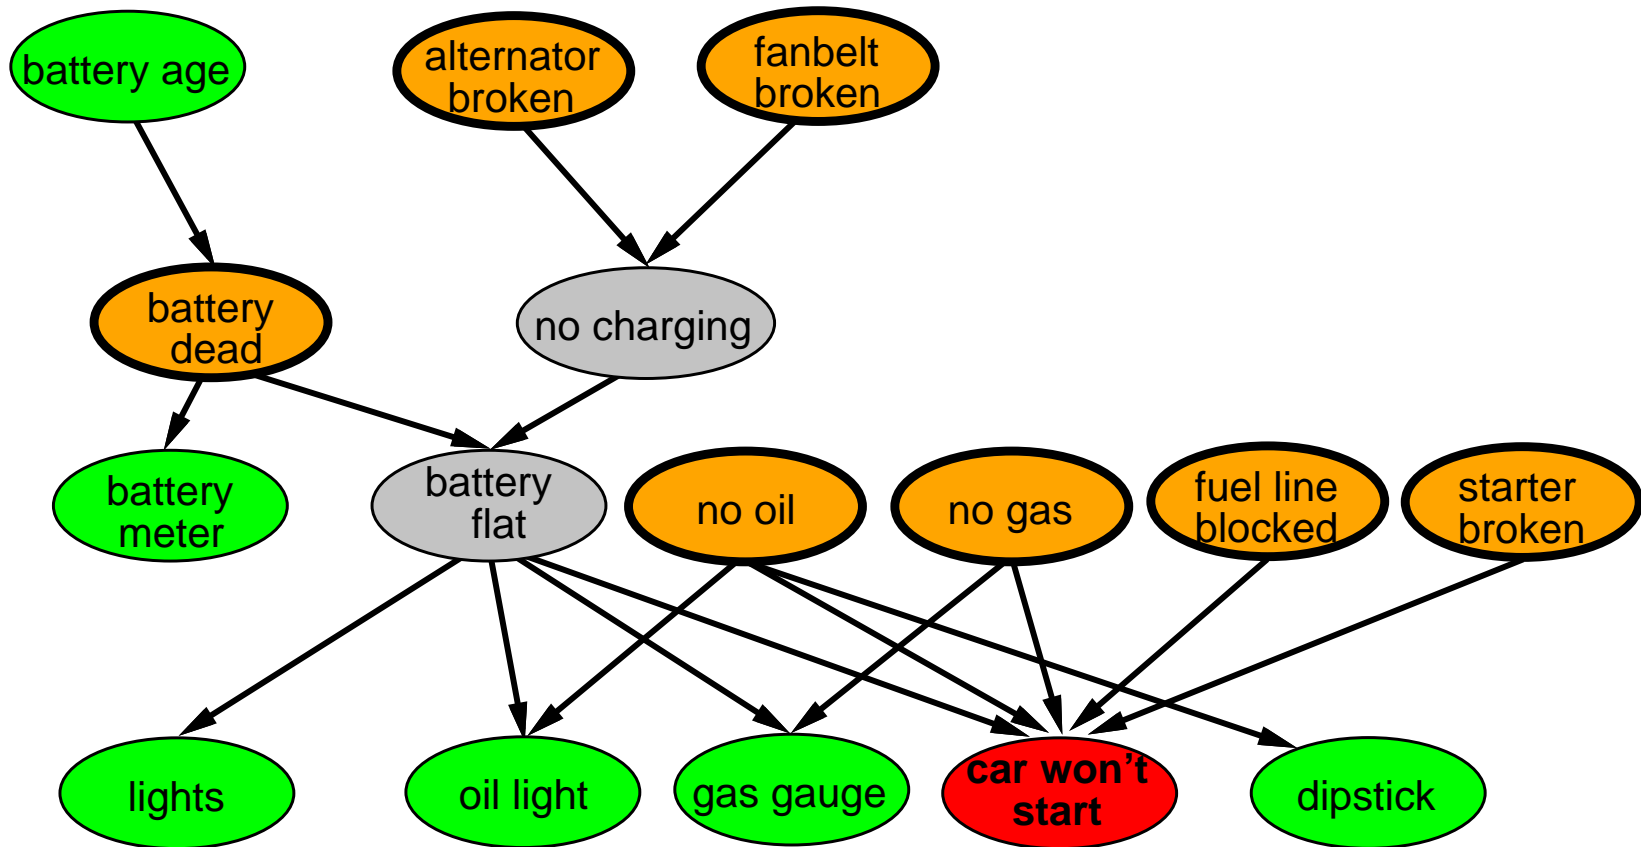 battery age
alternator
broken
fanbelt
broken
battery
dead
no charging
battery
meter
battery
flat
no oil
no gas
fuel line
blocked
starter
broken
lights
oil light
gas gauge
car won't
start
dipstick